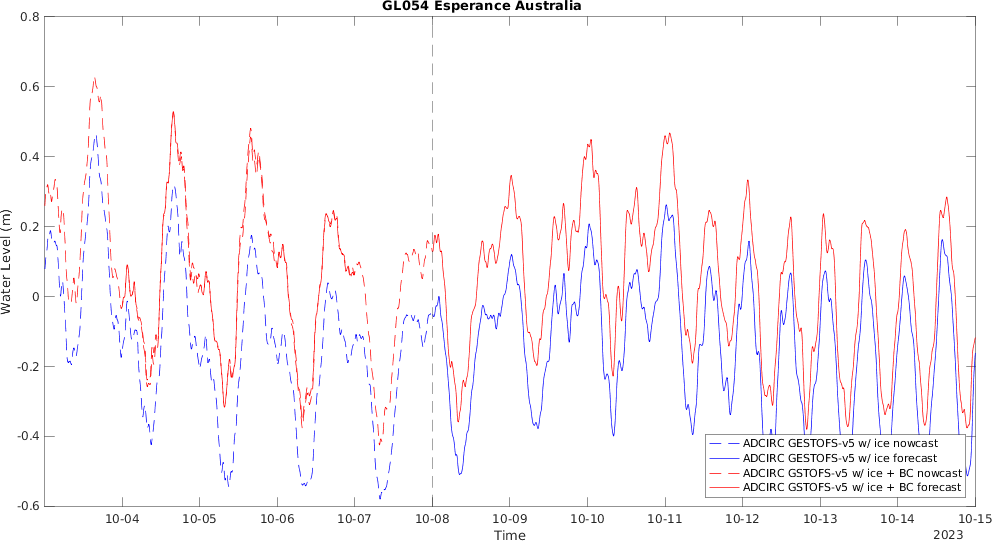 GL054 Esperance Australia
0.8
0.6
0.4
0.2
0
-0.2
-0.4
-0.6
Water Level (m)
ADCIRC GESTOFS-v5 w/ ice nowcast
ADCIRC GESTOFS-v5 w/ ice forecast
ADCIRC GSTOFS-v5 w/ ice + BC nowcast
ADCIRC GSTOFS-v5 w/ ice + BC forecast
10-04 10-05 10-06 10-07 10-08 10-09 10-10 10-11 10-12 10-13 10-14 10-15
Time
2023